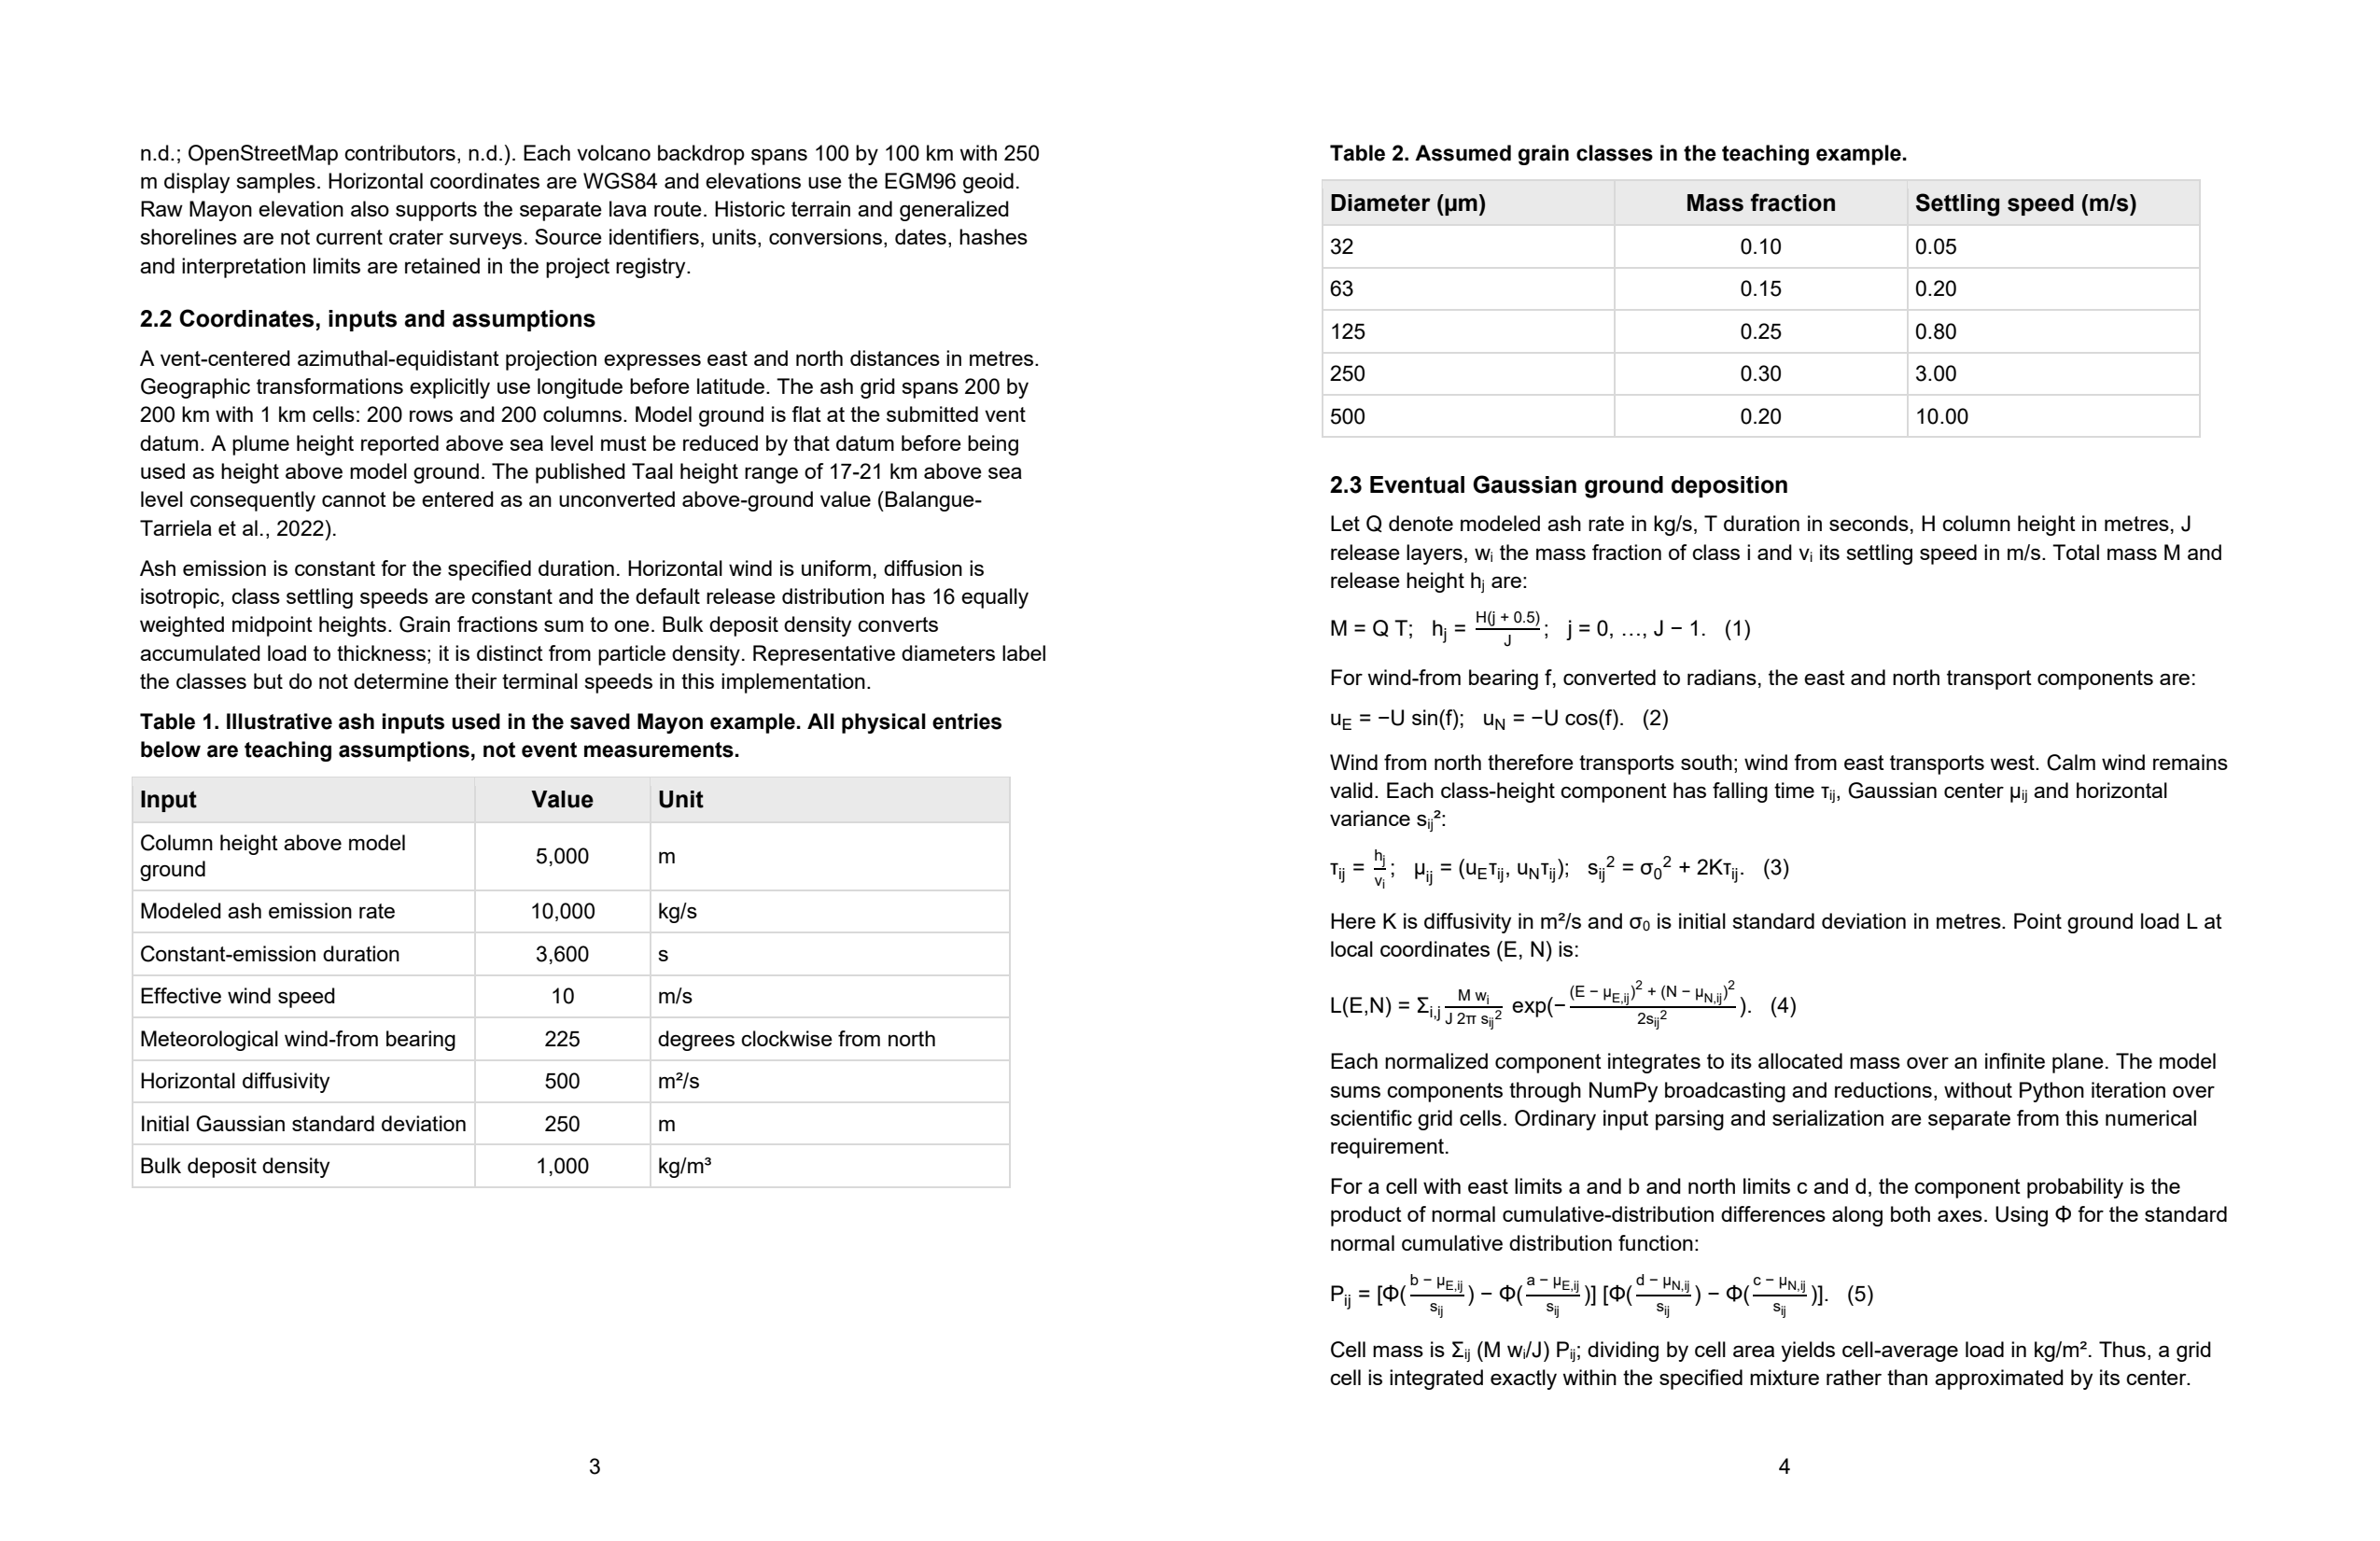 n.d.; OpenStreetMap contributors, n.d.). Each volcano backdrop spans 100 by 100 km with 250
m display samples. Horizontal coordinates are WGS84 and elevations use the EGM96 geoid.
Raw Mayon elevation also supports the separate lava route. Historic terrain and generalized
shorelines are not current crater surveys. Source identifiers, units, conversions, dates, hashes
and interpretation limits are retained in the project registry.
2.2 Coordinates, inputs and assumptions
A vent-centered azimuthal-equidistant projection expresses east and north distances in metres.
Geographic transformations explicitly use longitude before latitude. The ash grid spans 200 by
200 km with 1 km cells: 200 rows and 200 columns. Model ground is flat at the submitted vent
datum. A plume height reported above sea level must be reduced by that datum before being
used as height above model ground. The published Taal height range of 17-21 km above sea
level consequently cannot be entered as an unconverted above-ground value (Balangue-
Tarriela et al., 2022).
Ash emission is constant for the specified duration. Horizontal wind is uniform, diffusion is
isotropic, class settling speeds are constant and the default release distribution has 16 equally
weighted midpoint heights. Grain fractions sum to one. Bulk deposit density converts
accumulated load to thickness; it is distinct from particle density. Representative diameters label
the classes but do not determine their terminal speeds in this implementation.
Table 1. Illustrative ash inputs used in the saved Mayon example. All physical entries
below are teaching assumptions, not event measurements.
Input Value Unit
Column height above model
ground 5,000 m
Modeled ash emission rate 10,000 kg/s
Constant-emission duration 3,600 s
Effective wind speed 10 m/s
Meteorological wind-from bearing 225 degrees clockwise from north
Horizontal diffusivity 500 m²/s
Initial Gaussian standard deviation 250 m
Bulk deposit density 1,000 kg/m³
3
Table 2. Assumed grain classes in the teaching example.
Diameter (µm) Mass fraction Settling speed (m/s)
32 0.10 0.05
63 0.15 0.20
125 0.25 0.80
250 0.30 3.00
500 0.20 10.00
2.3 Eventual Gaussian ground deposition
Let Q denote modeled ash rate in kg/s, T duration in seconds, H column height in metres, J
release layers, wᵢ the mass fraction of class i and vᵢ its settling speed in m/s. Total mass M and
release height hⱼ are:
M = Q T; hⱼ = H(j + 0.5)/J; j = 0, …, J − 1. (1)
For wind-from bearing f, converted to radians, the east and north transport components are:
u_E = −U sin(f); u_N = −U cos(f). (2)
Wind from north therefore transports south; wind from east transports west. Calm wind remains
valid. Each class-height component has falling time τᵢⱼ, Gaussian center µᵢⱼ and horizontal
variance sᵢⱼ²:
τᵢⱼ = hⱼ/vᵢ; µᵢⱼ = (u_Eτᵢⱼ, u_Nτᵢⱼ); sᵢⱼ² = σ₀² + 2Kτᵢⱼ. (3)
Here K is diffusivity in m²/s and σ₀ is initial standard deviation in metres. Point ground load L at
local coordinates (E, N) is:
L(E,N) = Σᵢ,ⱼ M wᵢ/J 2π sᵢⱼ² exp(−(E − µ_E,ᵢⱼ)² + (N − µ_N,ᵢⱼ)²/2sᵢⱼ²). (4)
Each normalized component integrates to its allocated mass over an infinite plane. The model
sums components through NumPy broadcasting and reductions, without Python iteration over
scientific grid cells. Ordinary input parsing and serialization are separate from this numerical
requirement.
For a cell with east limits a and b and north limits c and d, the component probability is the
product of normal cumulative-distribution differences along both axes. Using Φ for the standard
normal cumulative distribution function:
Pᵢⱼ = [Φ(b − µ_E,ᵢⱼ/sᵢⱼ) − Φ(a − µ_E,ᵢⱼ/sᵢⱼ)] [Φ(d − µ_N,ᵢⱼ/sᵢⱼ) − Φ(c − µ_N,ᵢⱼ/sᵢⱼ)]. (5)
Cell mass is Σᵢⱼ (M wᵢ/J) Pᵢⱼ; dividing by cell area yields cell-average load in kg/m². Thus, a grid
cell is integrated exactly within the specified mixture rather than approximated by its center.
4